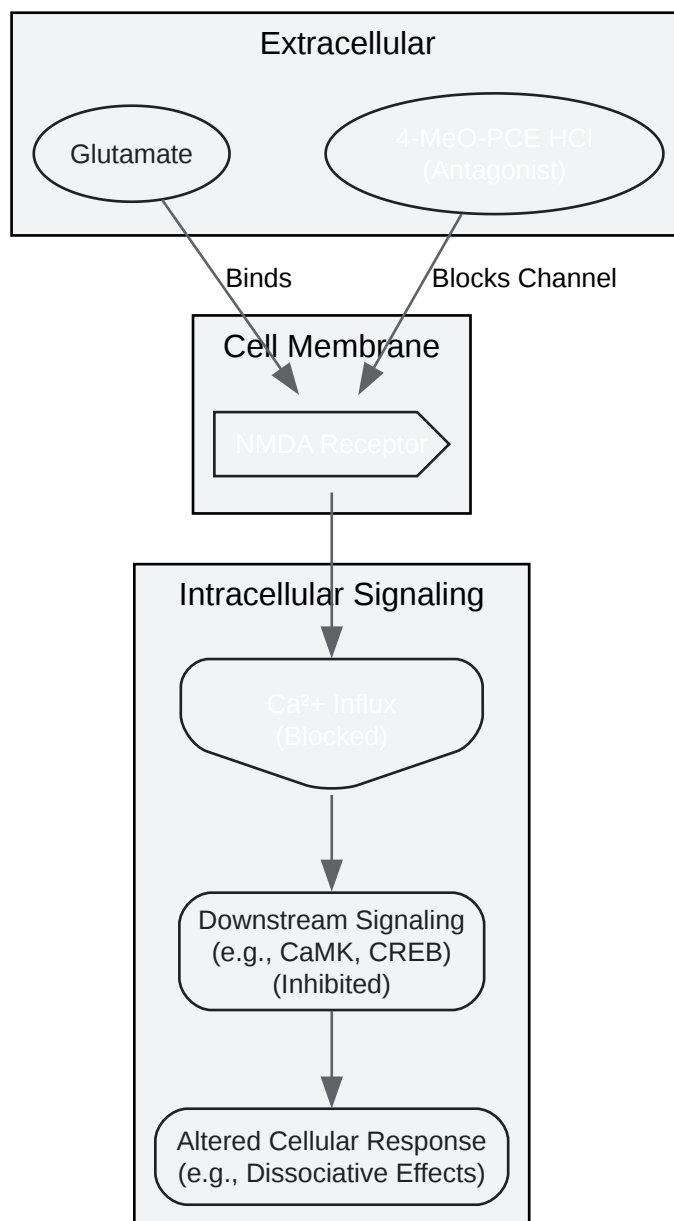 Extracellular
Glutamate
4-MeO-PCE HCl
(Antagonist)
Binds
Blocks Channel
Cell Membrane
NMDA Receptor
Intracellular Signaling
Ca²+ Influx
(Blocked)
Downstream Signaling
(e.g., CaMK, CREB)
(Inhibited)
Altered Cellular Response
(e.g., Dissociative Effects)